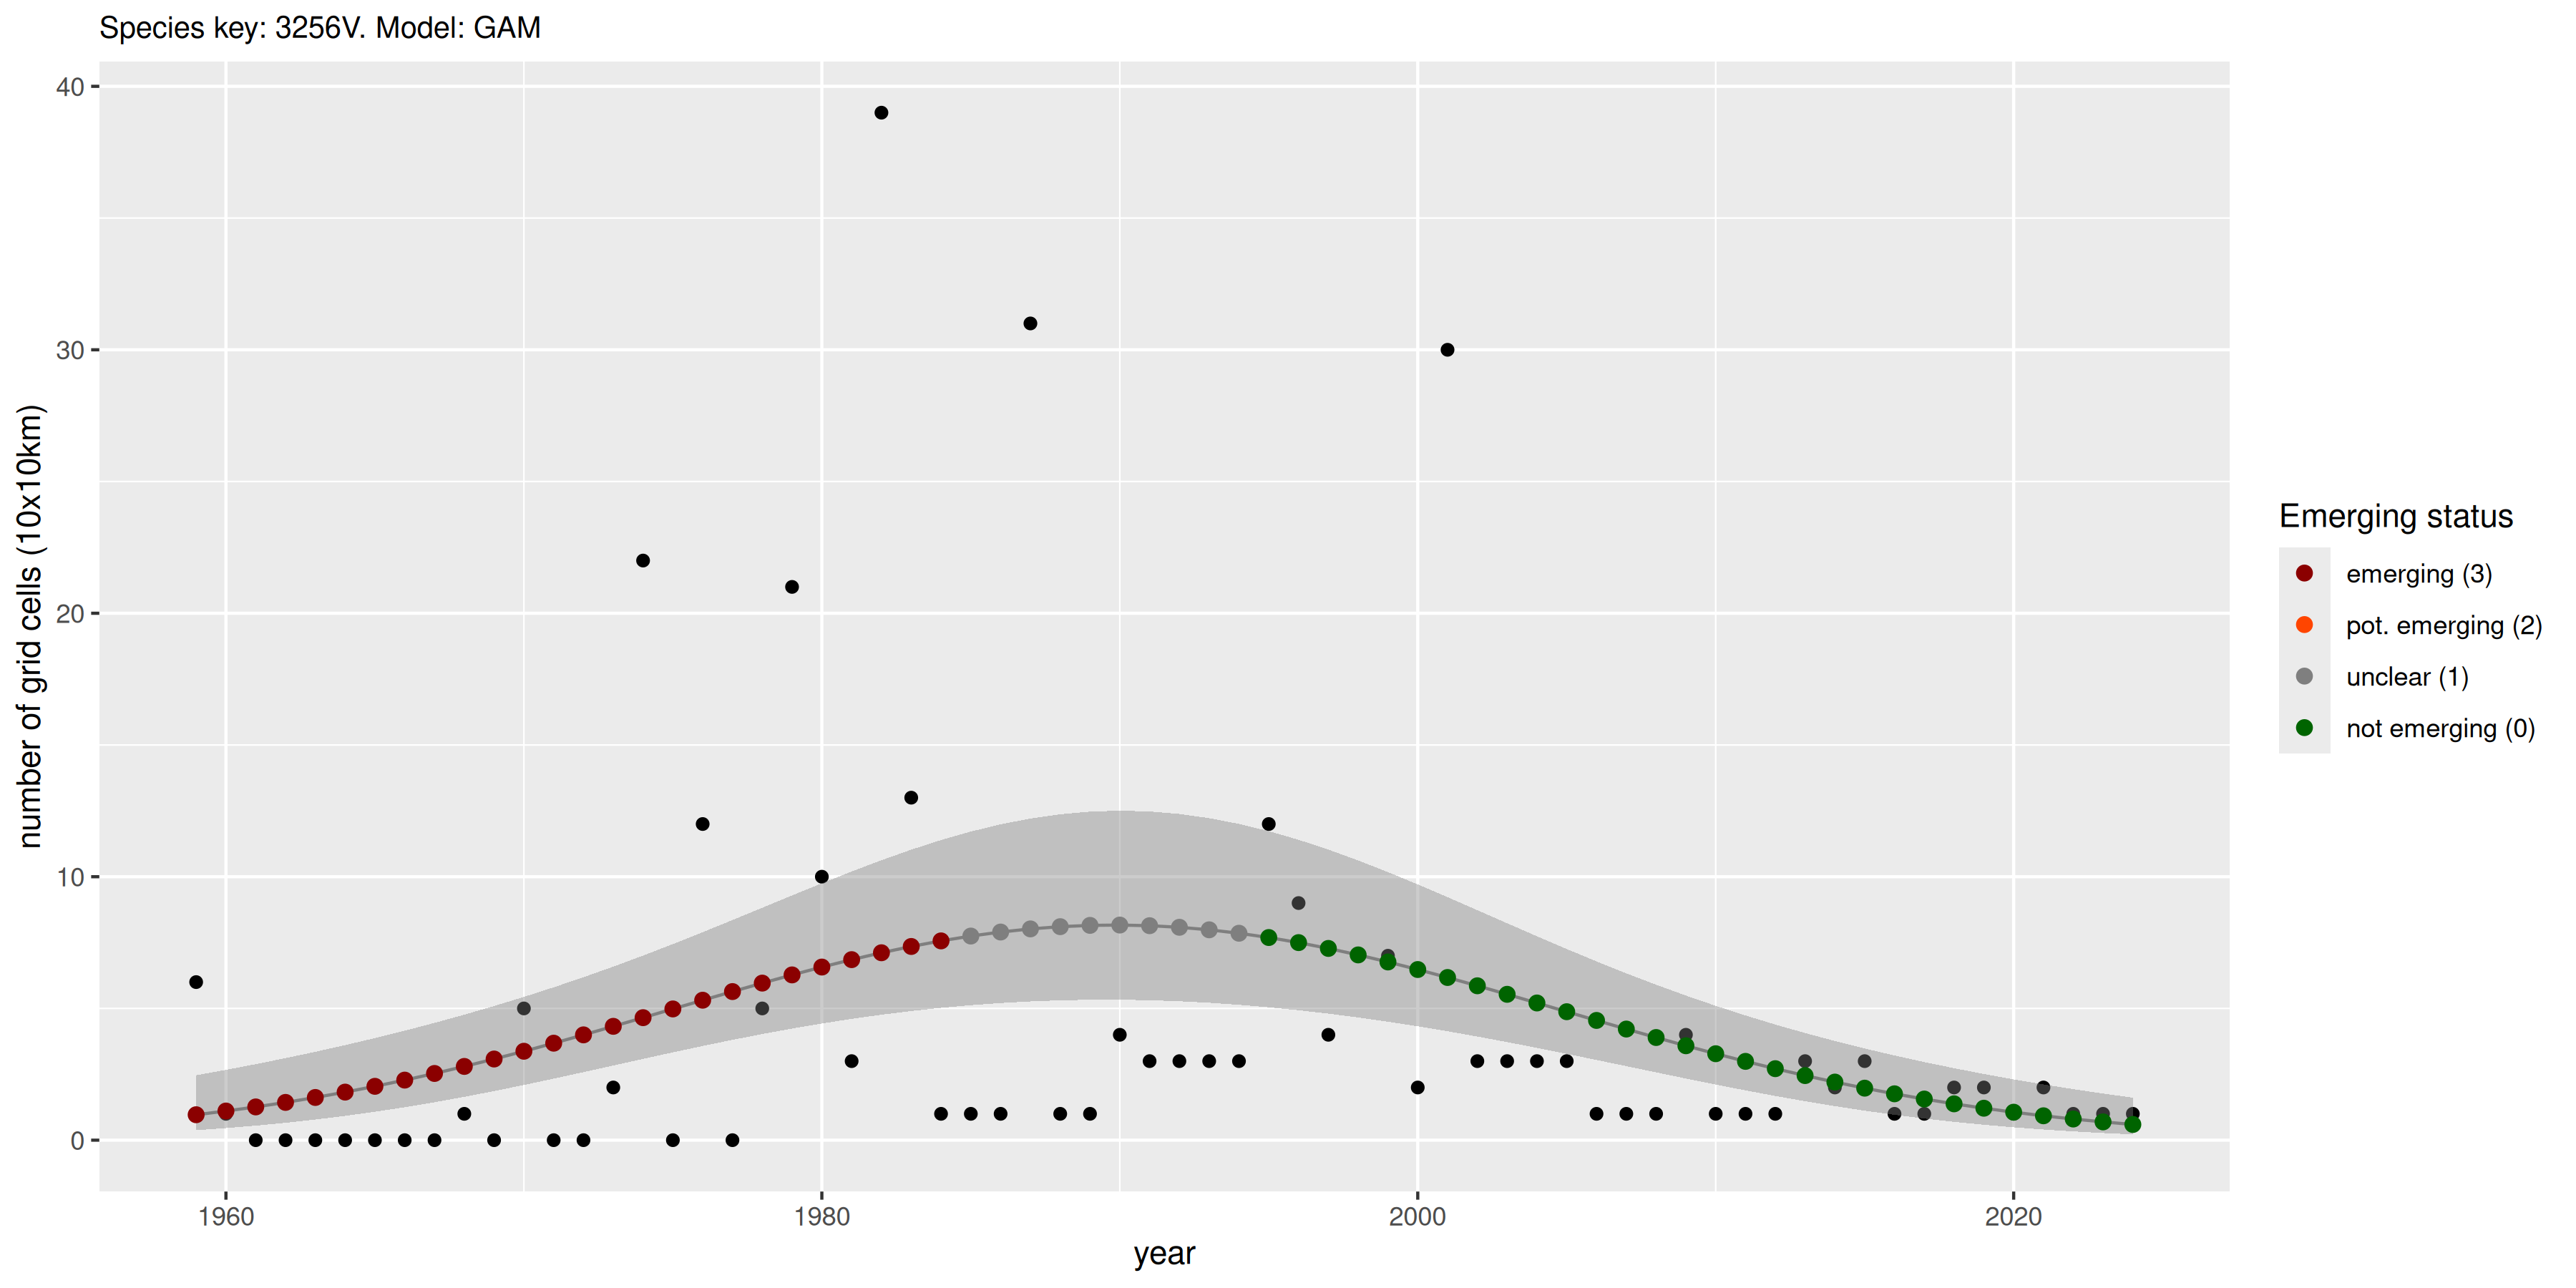 Species key: 3256V. Model: GAM
40
30
20
10
0
number of grid cells (10x10km)
1960
1980
2000
2020
year
Emerging status
emerging (3)
pot. emerging (2)
unclear (1)
not emerging (0)